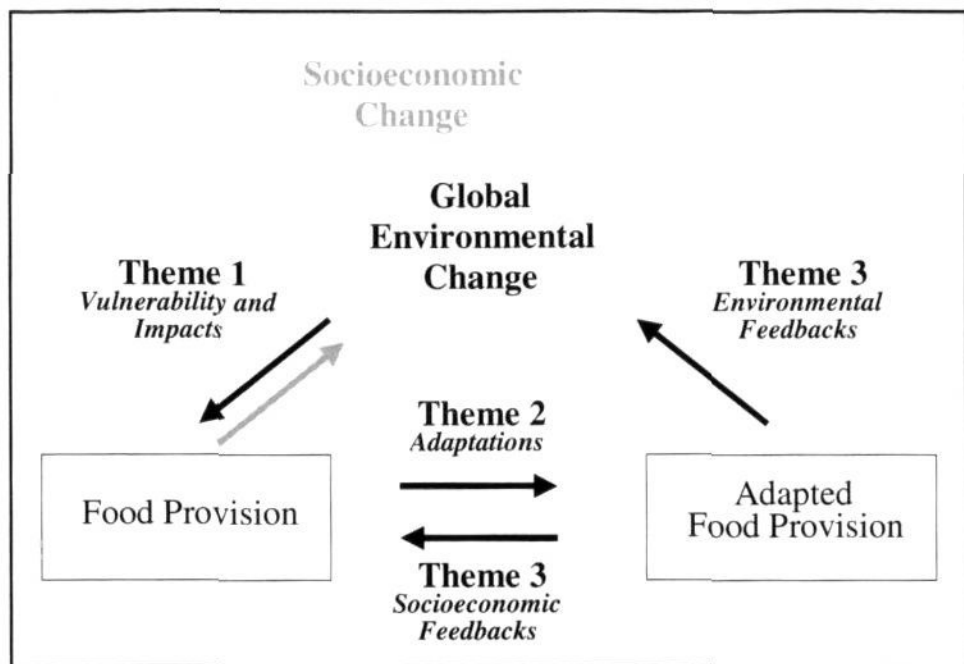 Socioeconomic
Change
Global
Environmental
Change
Theme 1
Vulnerability and
Impacts
Theme 3
Environmental
Feedbacks
Theme 2
Adaptations
Food Provision
Adapted
Food Provision
Theme 3
Socioeconomic
Feedbacks